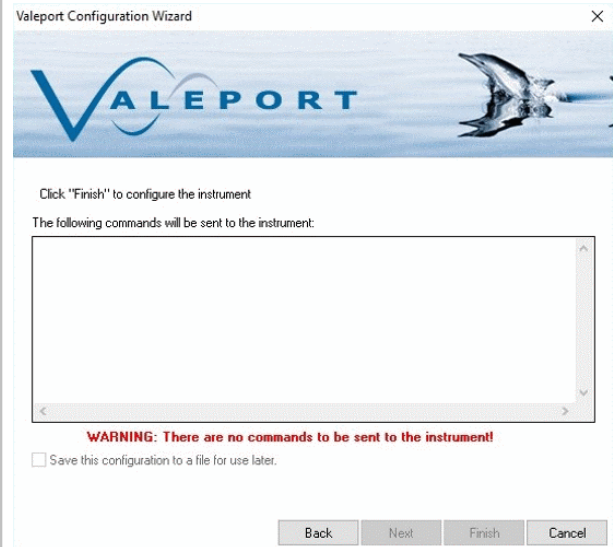 Valeport Configuration Wizard
VALEPORT
Click "Finish" to configure the instrument
The following commands will be sent to the instrument:
WARNING: There are no commands to be sent to the instrument!
Save this configuration to a file for use later.
Back Next Finish Cancel